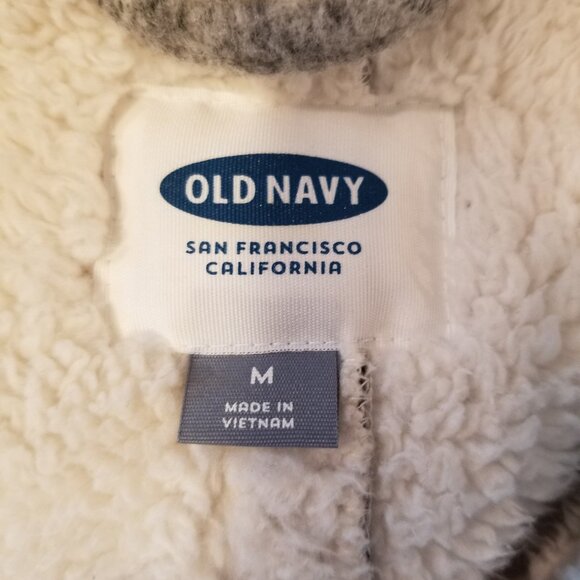 OLD NAVY
SAN FRANCISCO
CALIFORNIA
M
MADE IN
VIETNAM